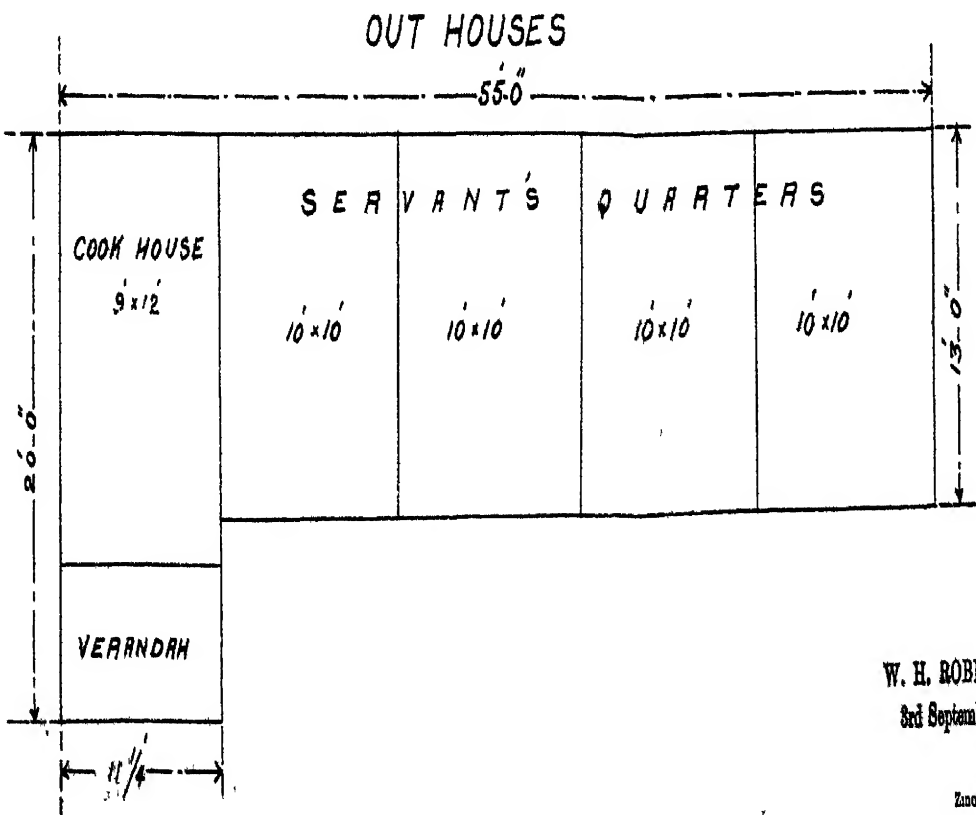 OUT HOUSES
55'-0"
SERVANT'S QUARTERS
COOK HOUSE
9'x12'
10'x10'
10'x10'
10'x10'
10'x10'
13'-0"
20'-0"
VERANDAH
W. H. ROB
3rd Septem
11'/4"